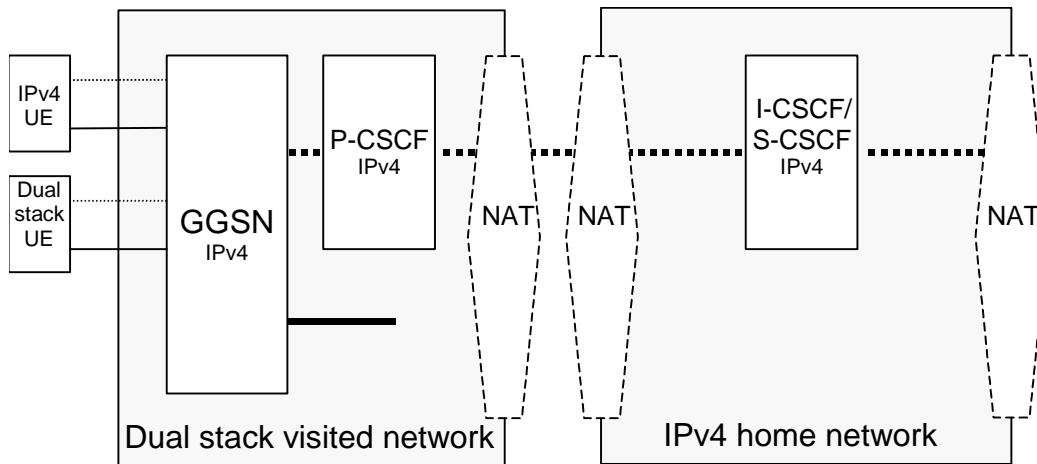 IPv4
UE
Dual
stack
UE
GGSN
IPv4
P-CSCF
IPv4
NAT
NAT
I-CSCF/
S-CSCF
IPv4
NAT
Dual stack visited network
IPv4 home network